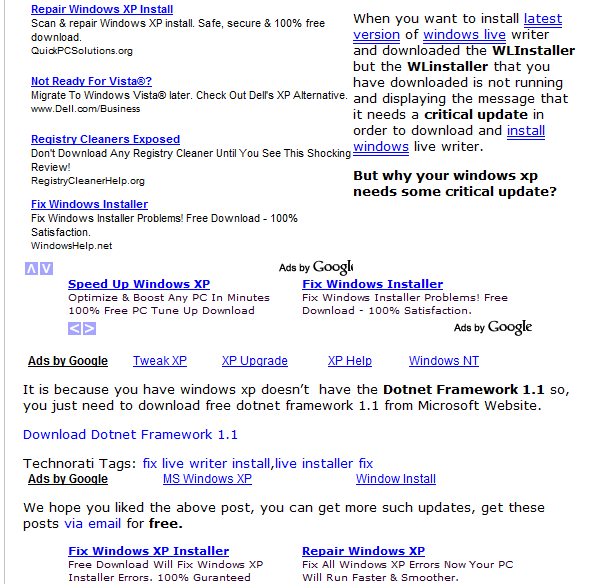 Repair Windows XP Install
Scan & repair Windows XP install. Safe, secure & 100% free
download.
QuickPCSolutions.org
Not Ready For Vista®?
Migrate To Windows Vista® later. Check Out Dell's XP Alternative.
www.Dell.com/Business
Registry Cleaners Exposed
Don't Download Any Registry Cleaner Until You See This Shocking
Review!
RegistryCleanerHelp.org
Fix Windows Installer
Fix Windows Installer Problems! Free Download - 100%
Satisfaction.
WindowsHelp.net
Ads by Google
When you want to install latest
version of windows live writer
and downloaded the WLInstaller
but the WLinstaller that you
have downloaded is not running
and displaying the message that
it needs a critical update in
order to download and install
windows live writer.
But why your windows xp
needs some critical update?
Speed Up Windows XP
Optimize & Boost Any PC In Minutes
100% Free PC Tune Up Download
Fix Windows Installer
Fix Windows Installer Problems! Free
Download - 100% Satisfaction.
Ads by Google
Ads by Google Tweak XP XP Upgrade XP Help Windows NT
It is because you have windows xp doesn't have the Dotnet Framework 1.1 so,
you just need to download free dotnet framework 1.1 from Microsoft Website.
Download Dotnet Framework 1.1
Technorati Tags: fix live writer install,live installer fix
Ads by Google MS Windows XP Window Install
We hope you liked the above post, you can get more such updates, get these
posts via email for free.
Fix Windows XP Installer
Free Download Will Fix Windows XP
Installer Errors. 100% Guranteed
Repair Windows XP
Fix All Windows XP Errors Now Your PC
Will Run Faster & Smoother.